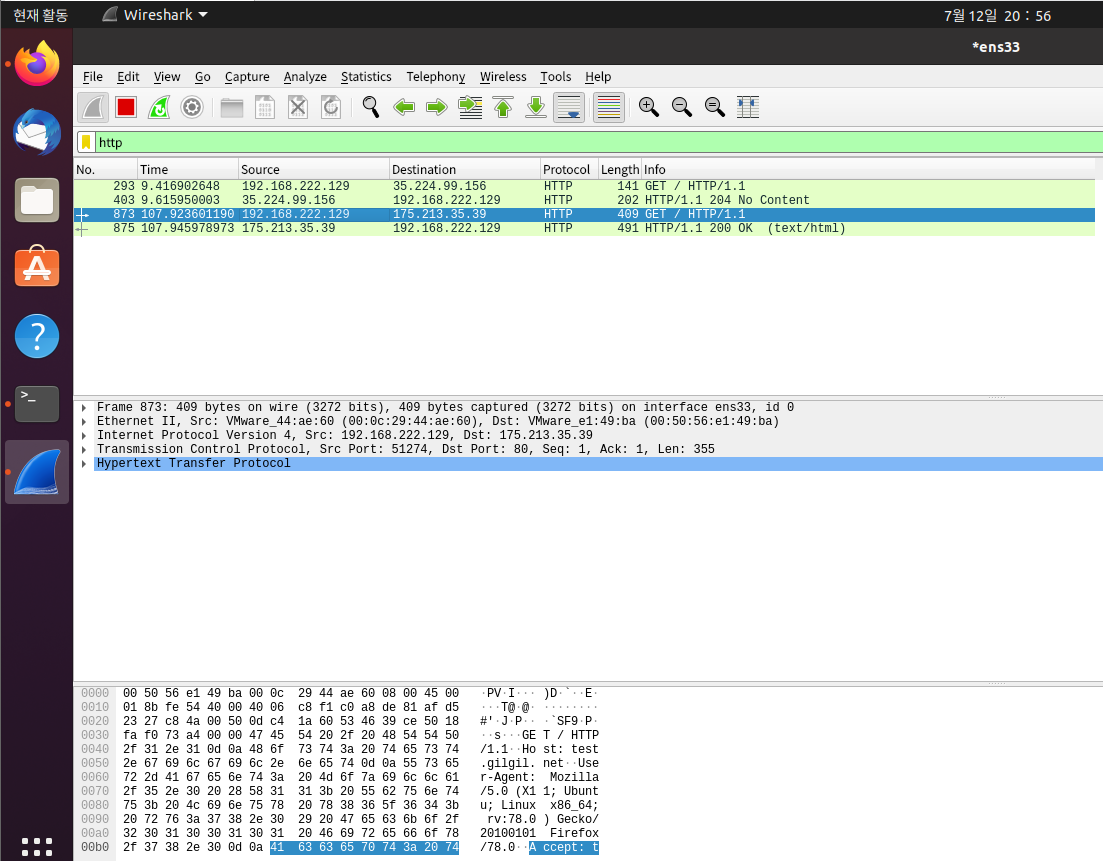 현재 활동 Wireshark 7월 12일 20 : 56
*ens33
File Edit View Go Capture Analyze Statistics Telephony Wireless Tools Help
http
No. Time Source Destination Protocol Length Info
293 9.416902648 192.168.222.129 35.224.99.156 HTTP 141 GET / HTTP/1.1
403 9.615950003 35.224.99.156 192.168.222.129 HTTP 202 HTTP/1.1 204 No Content
873 107.923601190 192.168.222.129 175.213.35.39 HTTP 409 GET / HTTP/1.1
875 107.945978973 175.213.35.39 192.168.222.129 HTTP 491 HTTP/1.1 200 OK (text/html)
Frame 873: 409 bytes on wire (3272 bits), 409 bytes captured (3272 bits) on interface ens33, id 0
Ethernet II, Src: VMware_44:ae:60 (00:0c:29:44:ae:60), Dst: VMware_e1:49:ba (00:50:56:e1:49:ba)
Internet Protocol Version 4, Src: 192.168.222.129, Dst: 175.213.35.39
Transmission Control Protocol, Src Port: 51274, Dst Port: 80, Seq: 1, Ack: 1, Len: 355
Hypertext Transfer Protocol
0000 00 50 56 e1 49 ba 00 0c 29 44 ae 60 08 00 45 00 ·PV·I··· )D·`··E·
0010 01 8b fe 54 40 00 40 06 c8 f1 c0 a8 de 81 af d5 ···T@·@· ········
0020 23 27 c8 4a 00 50 0d c4 1a 60 53 46 39 ce 50 18 #'·J·P·· ·`SF9·P·
0030 fa f0 73 a4 00 00 47 45 54 20 2f 20 48 54 54 50 ··s···GE T / HTTP
0040 2f 31 2e 31 0d 0a 48 6f 73 74 3a 20 74 65 73 74 /1.1··Ho st: test
0050 2e 67 69 6c 67 69 6c 2e 6e 65 74 0d 0a 55 73 65 .gilgil. net··Use
0060 72 2d 41 67 65 6e 74 3a 20 4d 6f 7a 69 6c 6c 61 r-Agent: Mozilla
0070 2f 35 2e 30 20 28 58 31 31 3b 20 55 62 75 6e 74 /5.0 (X1 1; Ubunt
0080 75 3b 20 4c 69 6e 75 78 20 78 38 36 5f 36 34 3b u; Linux x86_64;
0090 20 72 76 3a 37 38 2e 30 29 20 47 65 63 6b 6f 2f rv:78.0 ) Gecko/
00a0 32 30 31 30 30 31 30 31 20 46 69 72 65 66 6f 78 20100101 Firefox
00b0 2f 37 38 2e 30 0d 0a 41 63 63 65 70 74 3a 20 74 /78.0··A ccept: t